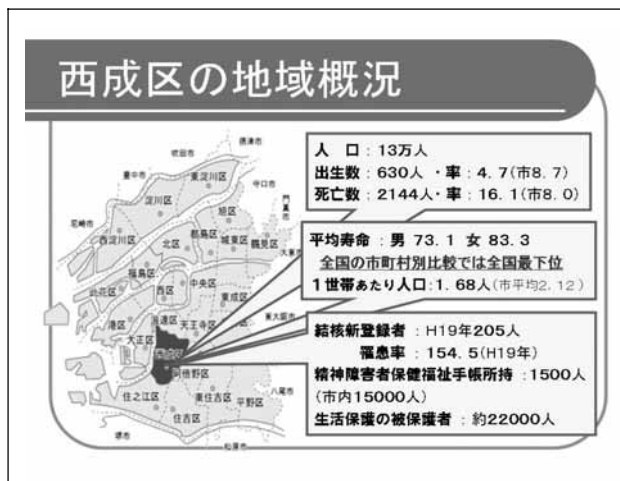 西成区の地域概況
人 口：13万人
出生数：630人・率：4.7(市8.7)
死亡数：2144人・率：16.1(市8.0)
平均寿命：男 73.1 女 83.3
全国の市町村別比較では全国最下位
1世帯あたり人口：1.68人(市平均2.12)
結核新登録者：H19年205人
罹患率：154.5(H19年)
精神障害者保健福祉手帳所持：1500人
(市内15000人)
生活保護の被保護者：約22000人
摂津市
吹田市
豊中市
東淀川区
守口市
淀川区
旭区
門真市
尼崎市
都島区
西淀川区
北区
城東区
鶴見区
福島区
此花区
中央区
西区
東成区
港区
浪速区
天王寺区
東大阪市
大正区
西成区
阿倍野区
八尾市
住之江区
東住吉区
平野区
住吉区
堺市
松原市